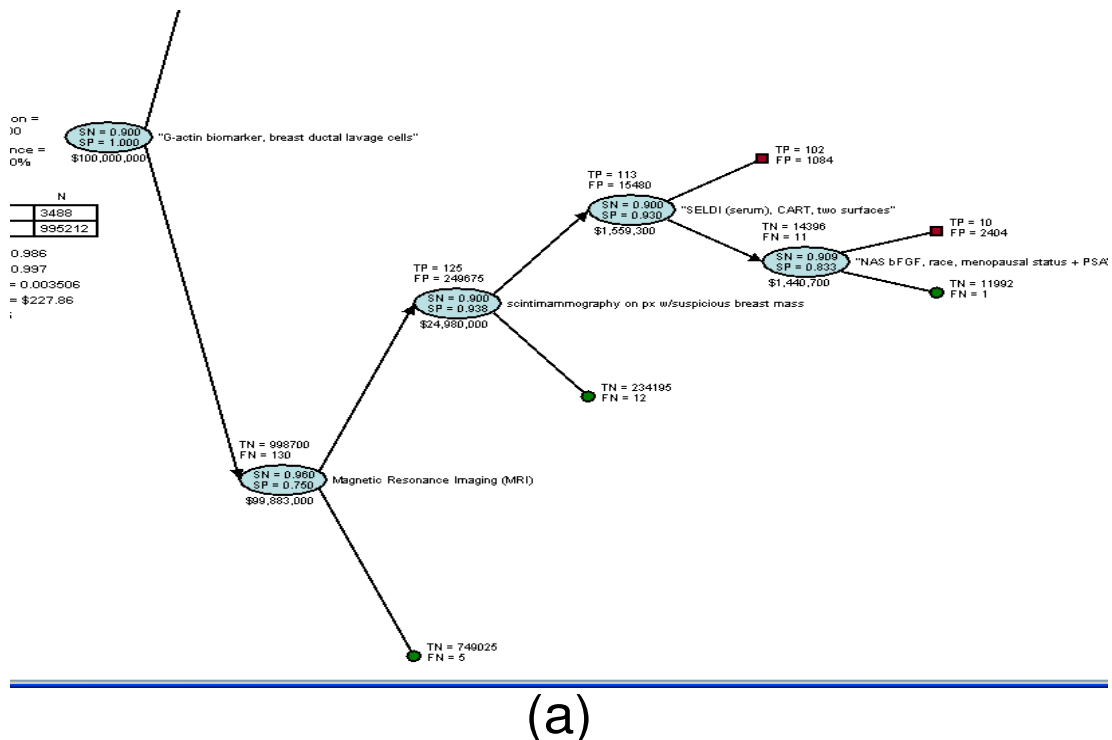 on =
00
nce =
0%
N
3488
995212
0.986
0.997
= 0.003506
= $227.86
SN = 0.900
SP = 1.000
"G-actin biomarker, breast ductal lavage cells"
$100,000,000
TP = 102
FP = 1084
TP = 113
FP = 15480
SN = 0.900
SP = 0.930
"SELDI (serum), CART, two surfaces"
$1,559,300
TN = 14396
FN = 11
TP = 10
FP = 2404
SN = 0.909
SP = 0.833
"NAS bFGF, race, menopausal status + PSA"
$1,440,700
TN = 11992
FN = 1
TP = 125
FP = 249675
SN = 0.900
SP = 0.938
scintimammography on px w/suspicious breast mass
$24,980,000
TN = 234195
FN = 12
TN = 998700
FN = 130
SN = 0.960
SP = 0.750
Magnetic Resonance Imaging (MRI)
$99,883,000
TN = 749025
FN = 5
(a)